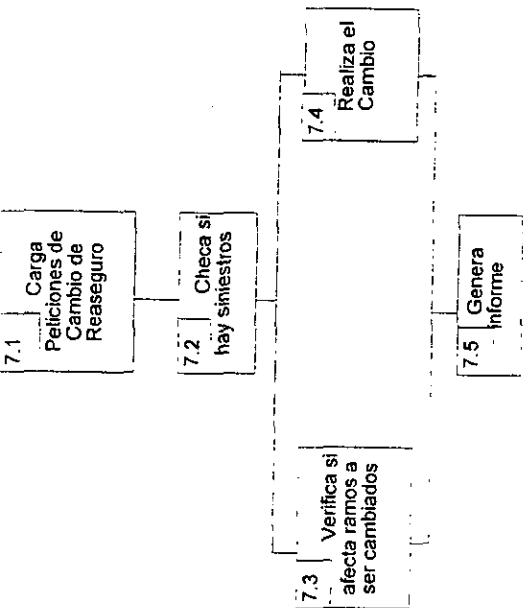 7.1
Carga
Peticiones de
Cambio de
Reaseguro
7.2
Checa si
hay siniestros
7.3
Verifica si
afecta ramos a
ser cambiados
7.4
Realiza el
Cambio
7.5
Genera
informe